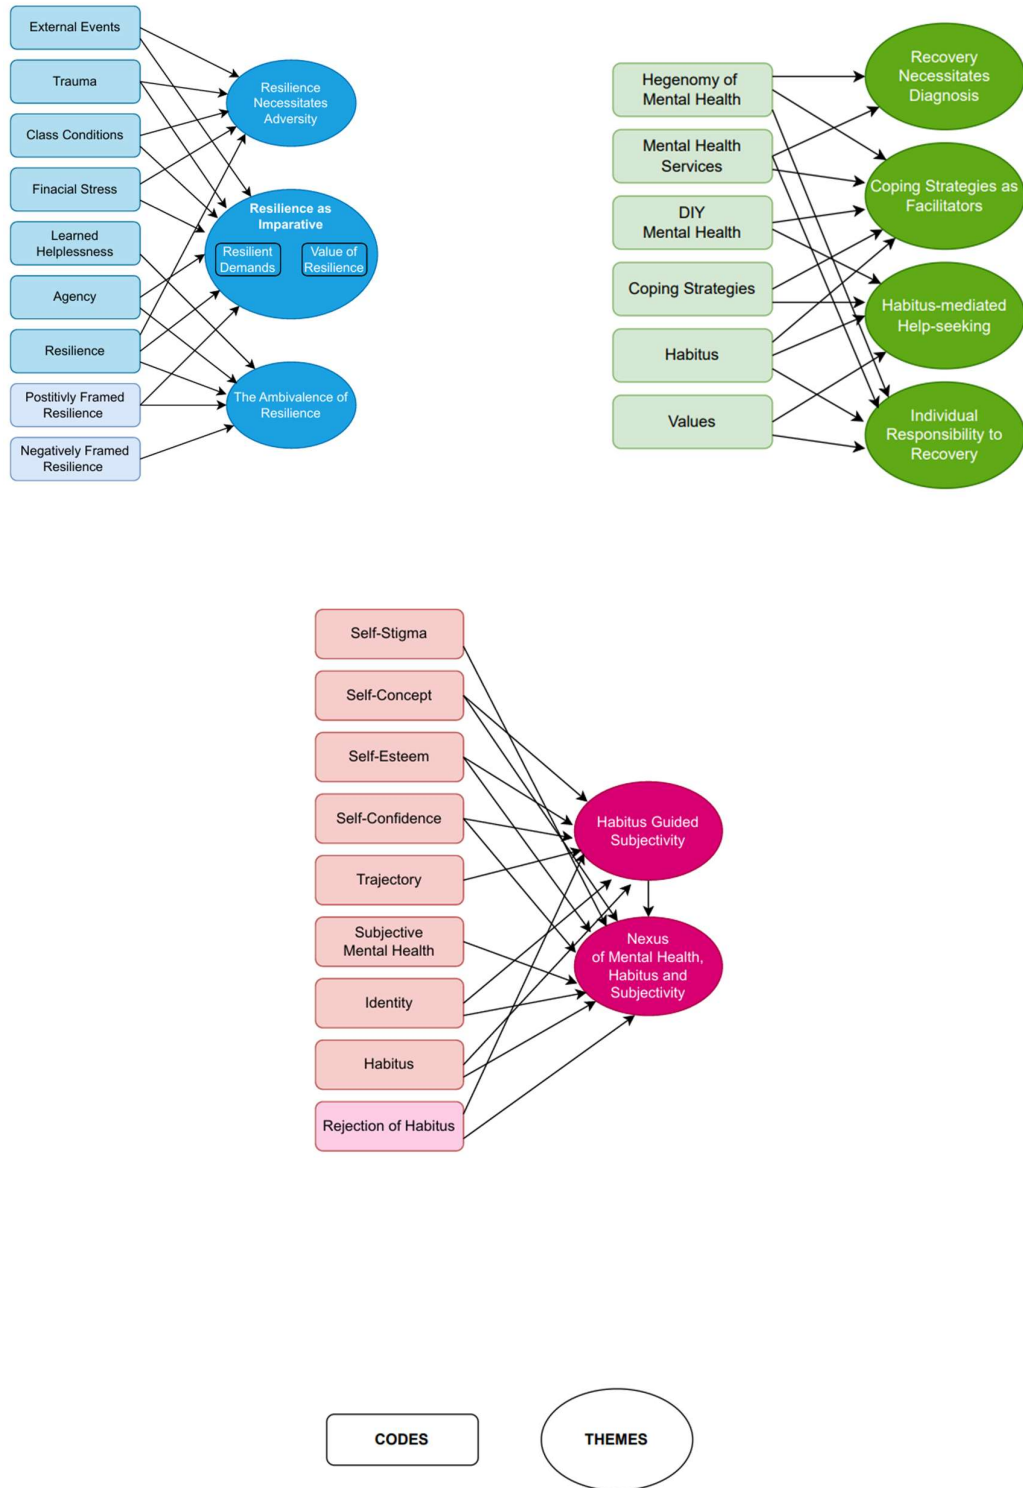 External Events
Trauma
Class Conditions
Finacial Stress
Learned
Helplessness
Agency
Resilience
Postitivly Framed
Resilience
Negatively Framed
Resilience
Resilience
Necessitates
Adversity
Resilience as
Imparative
Resilient
Demands
Value of
Resilience
The Ambivalence of
Resilience
Hegenomy of
Mental Health
Mental Health
Services
DIY
Mental Health
Coping Strategies
Habitus
Values
Recovery
Necessitates
Diagnosis
Coping Strategies as
Facilitators
Habitus-mediated
Help-seeking
Individual
Responsibility to
Recovery
Self-Stigma
Self-Concept
Self-Esteem
Self-Confidence
Trajectory
Subjective
Mental Health
Identity
Habitus
Rejection of Habitus
Habitus Guided
Subjectivity
Nexus
of Mental Health,
Habitus and
Subjectivity
CODES
THEMES